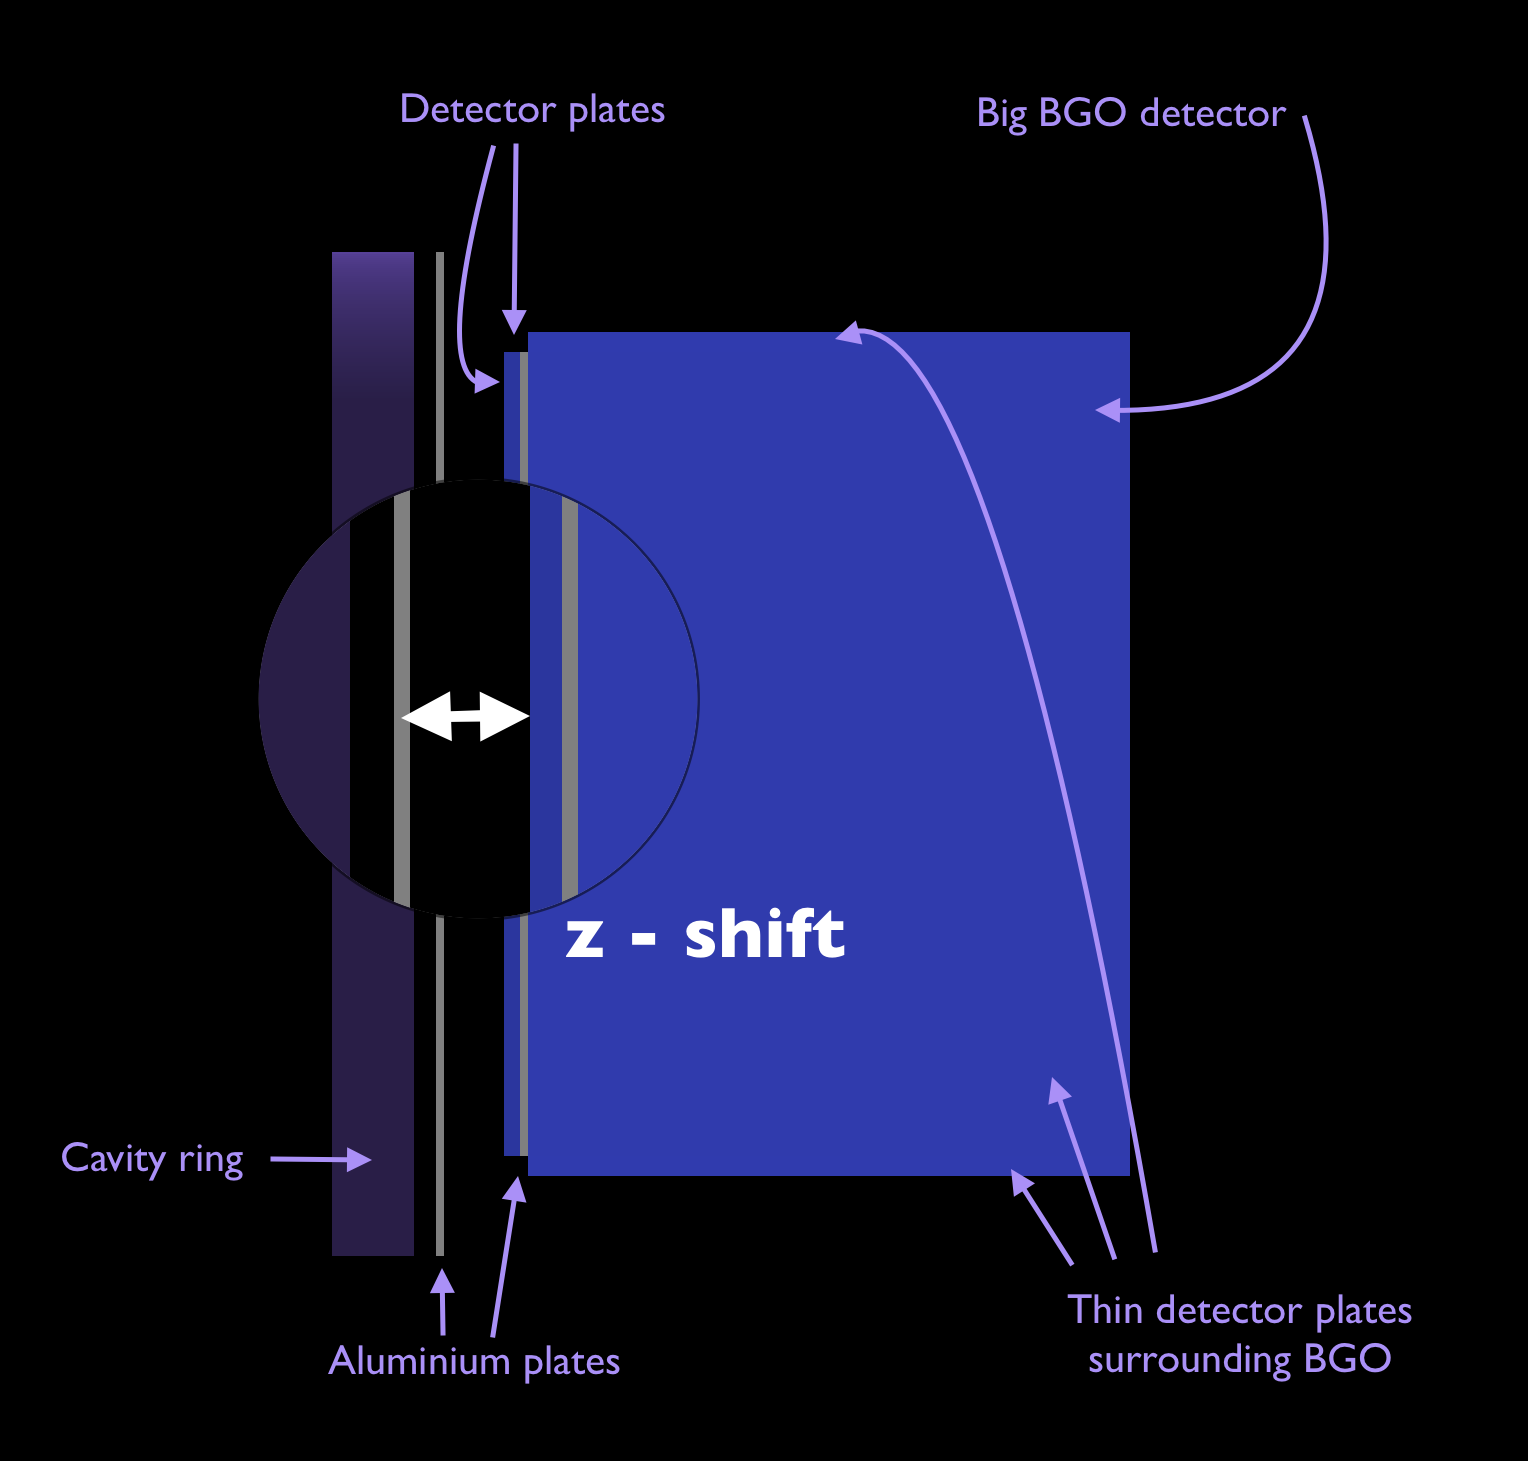 Detector plates
Big BGO detector
z - shift
Cavity ring
Thin detector plates
surrounding BGO
Aluminium plates